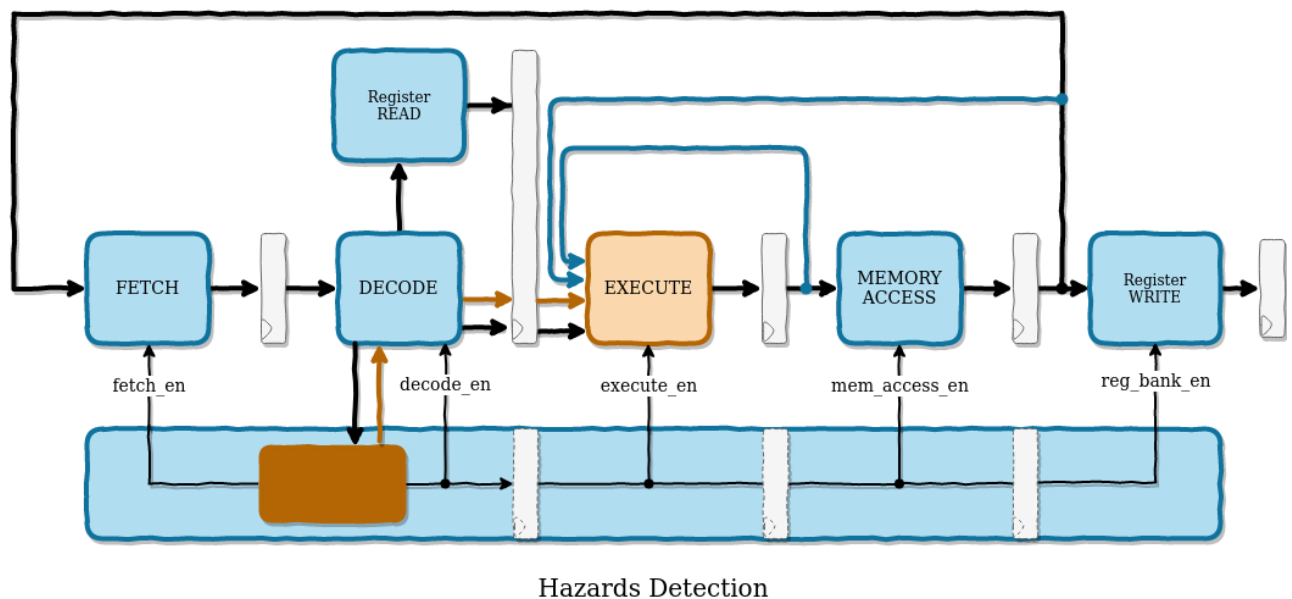 Register
READ
FETCH
DECODE
EXECUTE
MEMORY
ACCESS
Register
WRITE
fetch_en
decode_en
execute_en
mem_access_en
reg_bank_en
Hazards Detection